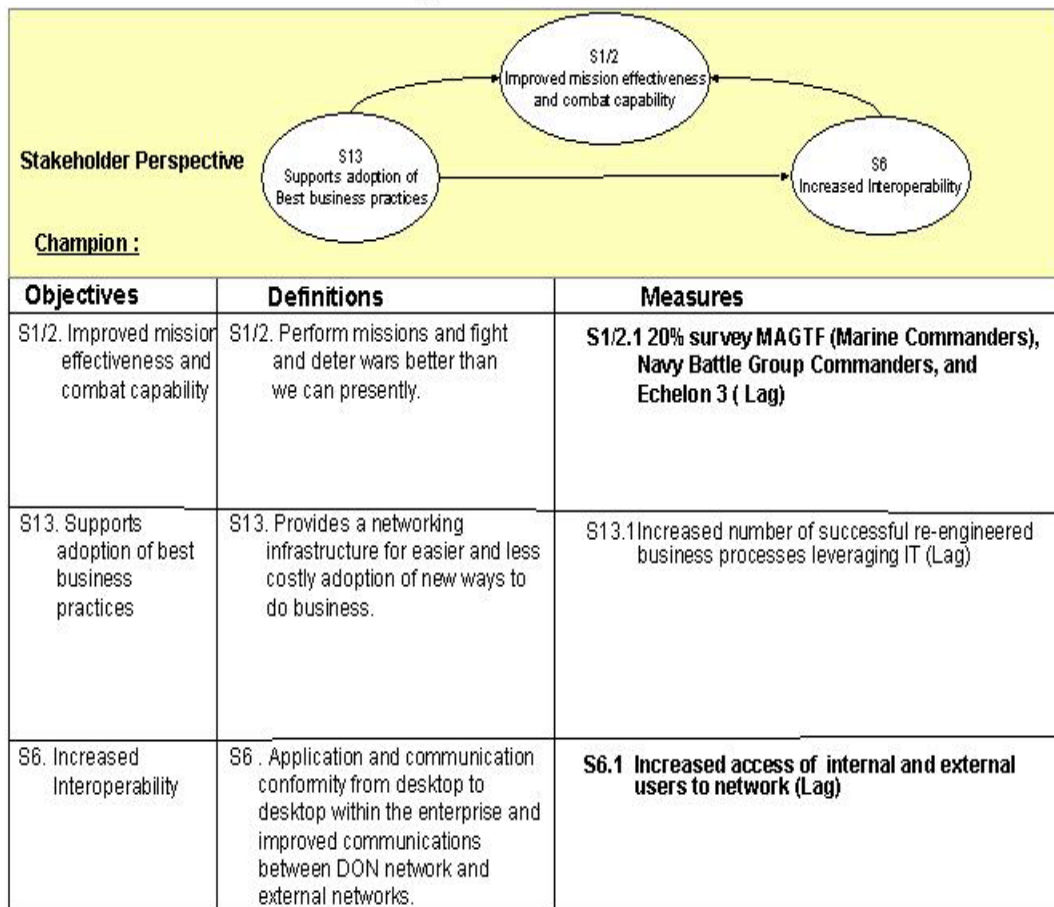 S1/2
Improved mission effectiveness
and combat capability
Stakeholder Perspective
S13
Supports adoption of
Best business practices
S6
Increased Interoperability
Champion :
Objectives
Definitions
Measures
S1/2. Improved mission
effectiveness and
combat capability
S1/2. Perform missions and fight
and deter wars better than
we can presently.
S1/2.1 20% survey MAGTF (Marine Commanders),
Navy Battle Group Commanders, and
Echelon 3 ( Lag)
S13. Supports
adoption of best
business
practices
S13. Provides a networking
infrastructure for easier and less
costly adoption of new ways to
do business.
S13.1Increased number of successful re-engineered
business processes leveraging IT (Lag)
S6. Increased
Interoperability
S6 . Application and communication
conformity from desktop to
desktop within the enterprise and
improved communications
between DON network and
external networks.
S6.1 Increased access of internal and external
users to network (Lag)